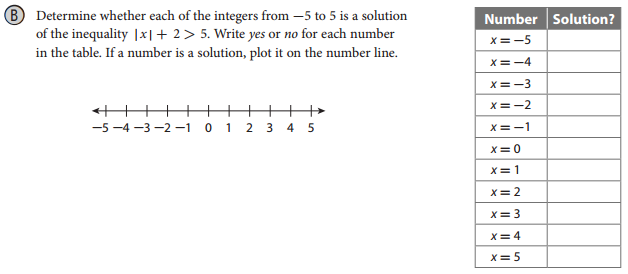 B Determine whether each of the integers from −5 to 5 is a solution
of the inequality |x| + 2 > 5. Write yes or no for each number
in the table. If a number is a solution, plot it on the number line.
−5 −4 −3 −2 −1 0 1 2 3 4 5
Number Solution?
x = −5
x = −4
x = −3
x = −2
x = −1
x = 0
x = 1
x = 2
x = 3
x = 4
x = 5